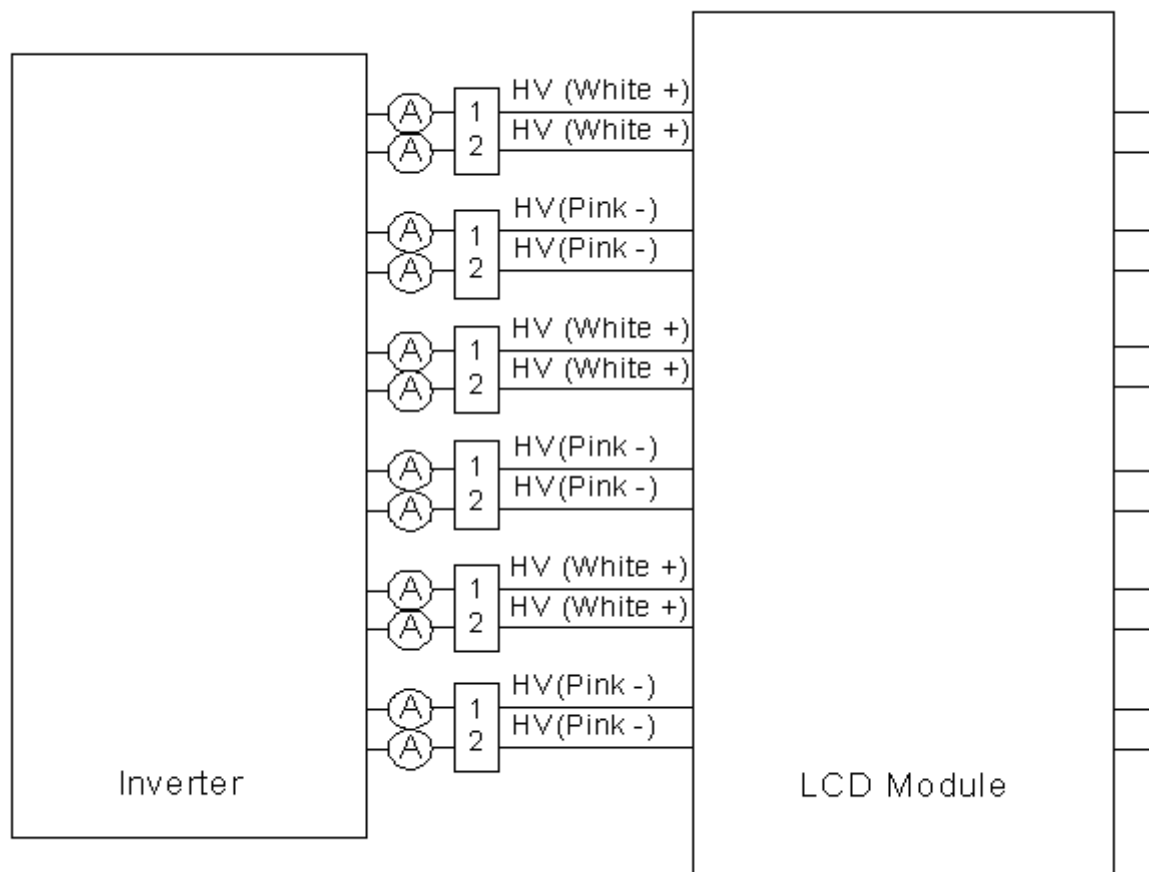 HV (White +)
A 1
HV (White +)
A 2
HV(Pink -)
A 1
HV(Pink -)
A 2
HV (White +)
A 1
HV (White +)
A 2
HV(Pink -)
A 1
HV(Pink -)
A 2
HV (White +)
A 1
HV (White +)
A 2
HV(Pink -)
A 1
HV(Pink -)
A 2
Inverter
LCD Module